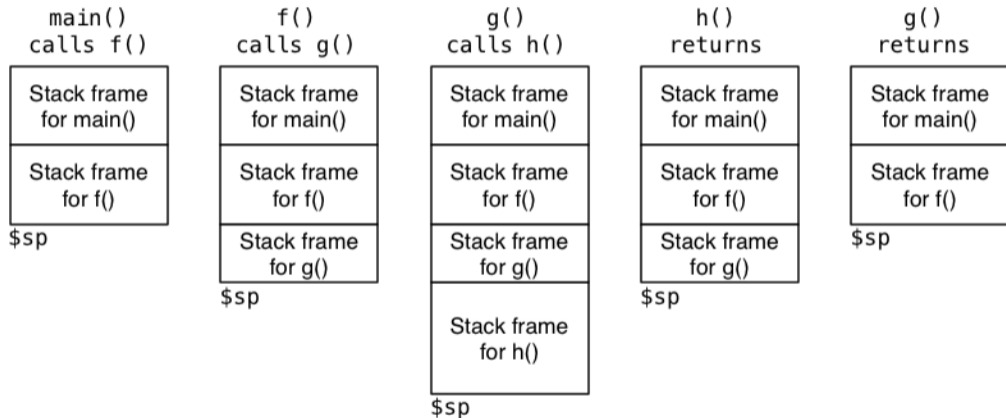 main()
calls f()
Stack frame
for main()
Stack frame
for f()
$sp
f()
calls g()
Stack frame
for main()
Stack frame
for f()
Stack frame
for g()
$sp
g()
calls h()
Stack frame
for main()
Stack frame
for f()
Stack frame
for g()
Stack frame
for h()
$sp
h()
returns
Stack frame
for main()
Stack frame
for f()
Stack frame
for g()
$sp
g()
returns
Stack frame
for main()
Stack frame
for f()
$sp